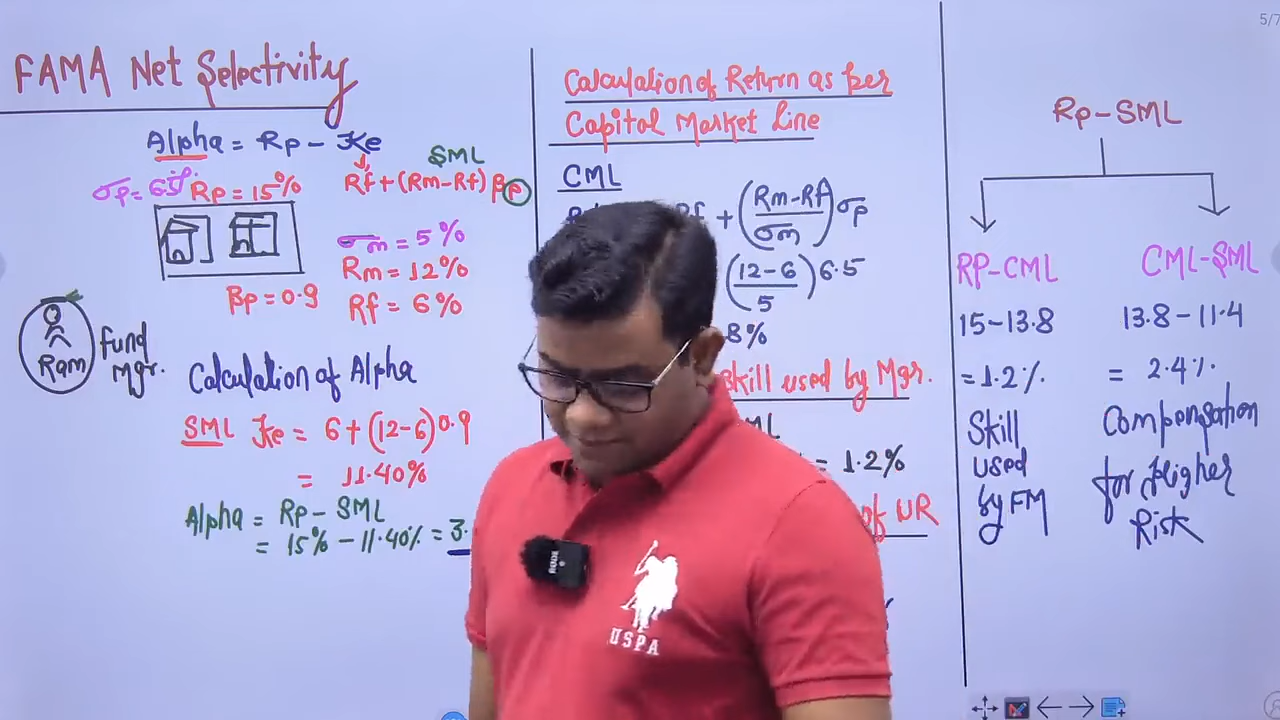 FAMA Net Selectivity
Alpha = Rp - Ke
SML
Rf + (Rm-Rf) βp
Rp = 15%
σm = 5%
Rm = 12%
Rf = 6%
βp = 0.9
Ram
Fund
Mgr.
Calculation of Alpha
SML Ke = 6 + (12-6) 0.9
= 11.40%
Alpha = Rp - SML
= 15% - 11.40% = 3.
Calculation of Return as per
Capital Market Line
CML
+ (Rm-Rf/σm) σp
(12-6/5) 6.5
8%
Skill used by Mgr.
ML
= 1.2%
of UR
5/7
Rp-SML
RP-CML
15-13.8
= 1.2%.
Skill
used
by FM
CML-SML
13.8-11.4
= 2.4%.
Compensation
for Higher
Risk
RODE
USPA